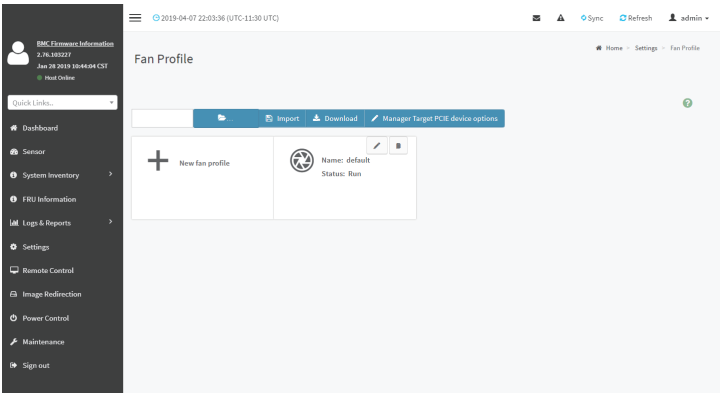 2019-04-07 22:03:36 (UTC-11:30 UTC)
Sync
Refresh
admin
BMC Firmware Information
2.76.103227
Jan 28 2019 10:44:04 CST
Host Online
Quick Links..
Dashboard
Sensor
System Inventory
FRU Information
Logs & Reports
Settings
Remote Control
Image Redirection
Power Control
Maintenance
Sign out
Fan Profile
Home - Settings - Fan Profile
...
Import
Download
Manager Target PCIE device options
New fan profile
Name: default
Status: Run